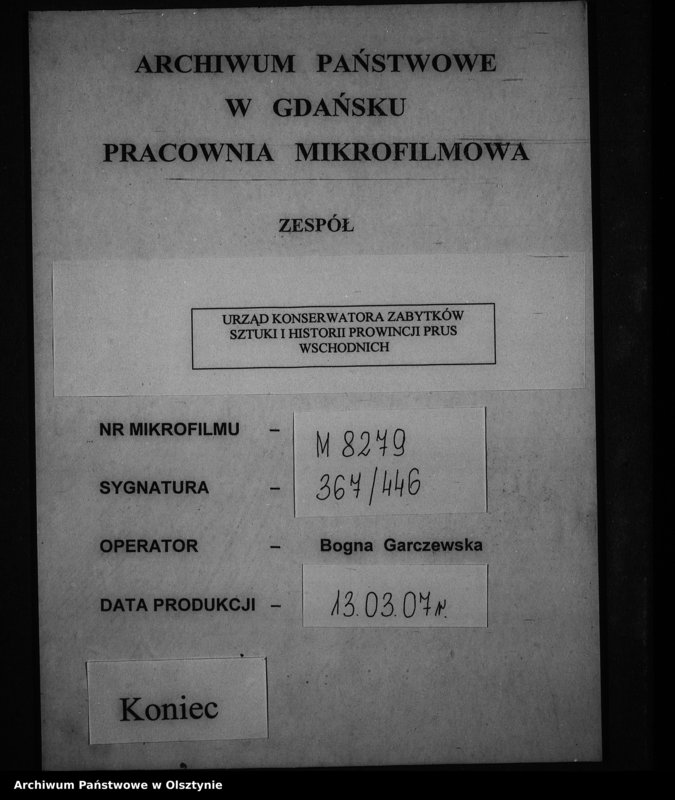 ARCHIWUM PAŃSTWOWE
W GDAŃSKU
PRACOWNIA MIKROFILMOWA
ZESPÓŁ
URZĄD KONSERWATORA ZABYTKÓW
SZTUKI I HISTORII PROWINCJI PRUS
WSCHODNICH
NR MIKROFILMU – M 8279
SYGNATURA – 367/446
OPERATOR – Bogna Garczewska
DATA PRODUKCJI – 13.03.07r.
Koniec
Archiwum Państwowe w Olsztynie